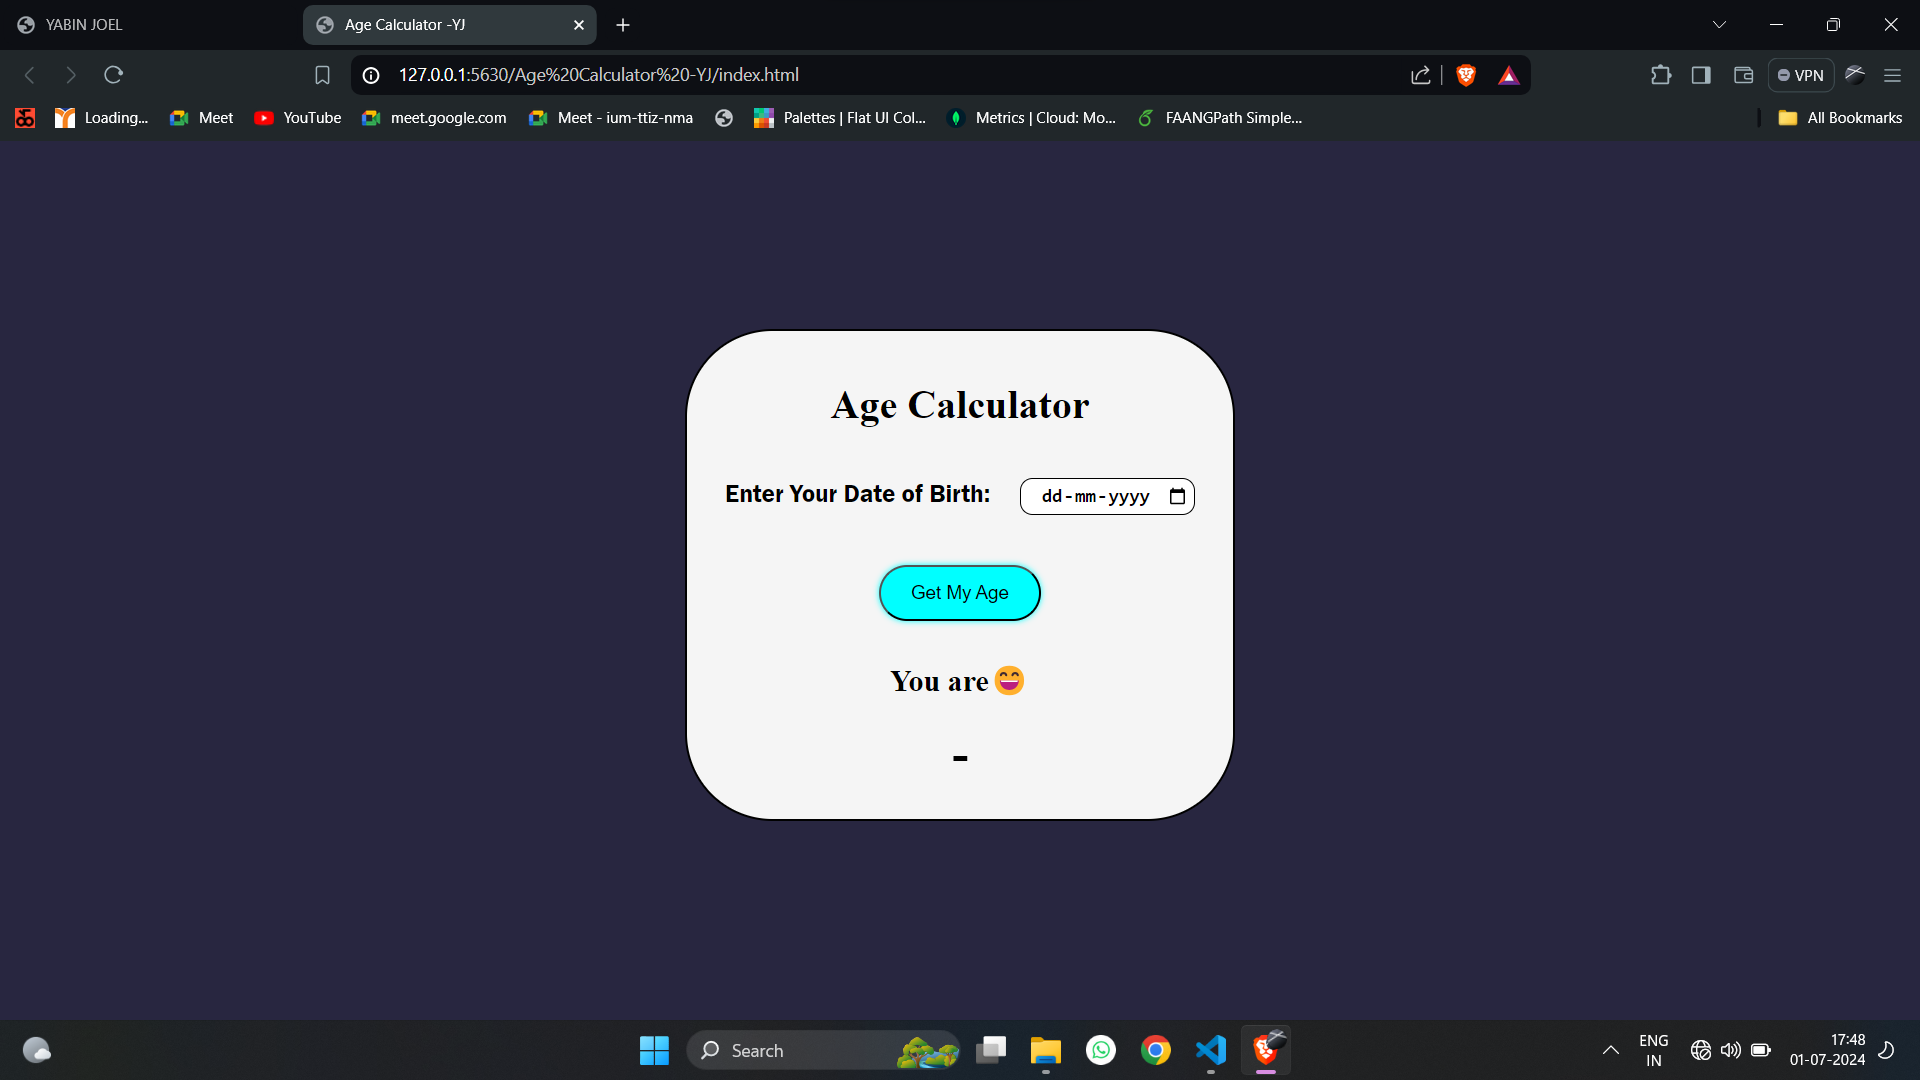 YABIN JOEL
Age Calculator -YJ
127.0.0.1:5630/Age%20Calculator%20-YJ/index.html
VPN
Loading...
Meet
YouTube
meet.google.com
Meet - ium-ttiz-nma
Palettes | Flat UI Col...
Metrics | Cloud: Mo...
FAANGPath Simple...
All Bookmarks
Age Calculator
Enter Your Date of Birth:
dd-mm-yyyy
Get My Age
You are😄
-
Search
ENG
IN
17:48
01-07-2024